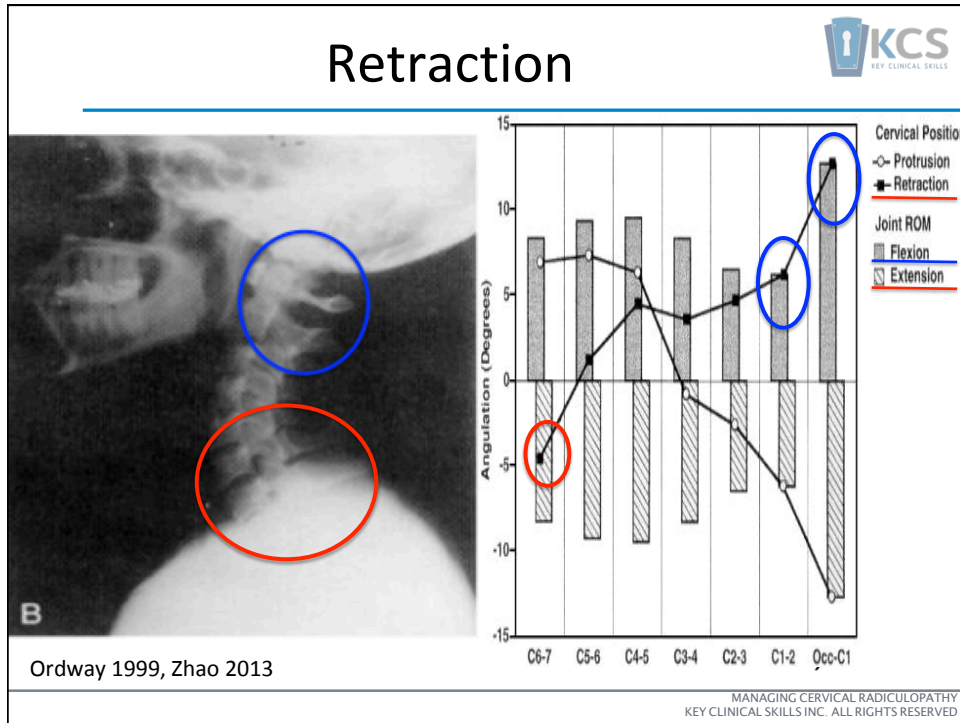 Retraction
KCS
KEY CLINICAL SKILLS
15
10
5
0
-5
-10
-15
Angulation (Degrees)
C6-7 C5-6 C4-5 C3-4 C2-3 C1-2 Occ-C1
Cervical Position
Protrusion
Retraction
Joint ROM
Flexion
Extension
B
Ordway 1999, Zhao 2013
MANAGING CERVICAL RADICULOPATHY
KEY CLINICAL SKILLS INC. ALL RIGHTS RESERVED